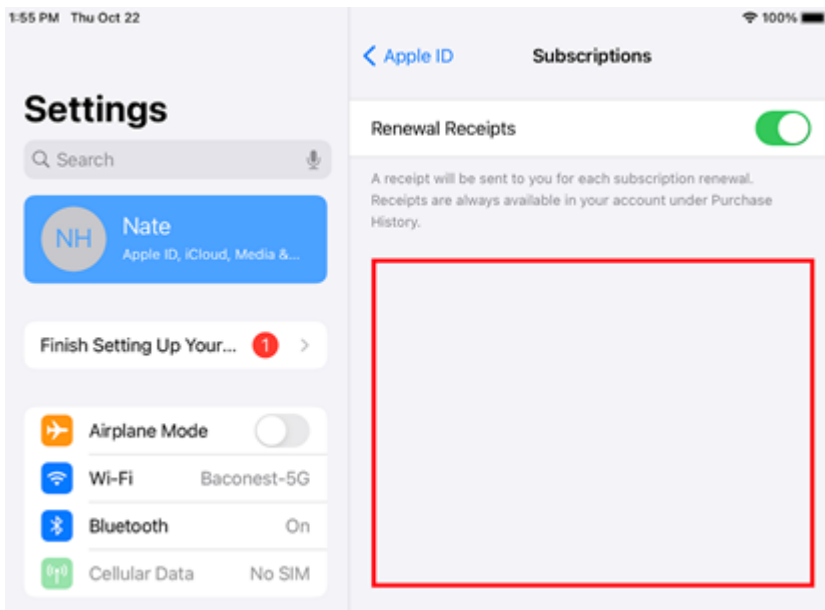 1:55 PM Thu Oct 22
100%
Settings
Search
NH
Nate
Apple ID, iCloud, Media &...
Finish Setting Up Your... 1
Airplane Mode
Wi-Fi Baconest-5G
Bluetooth On
Cellular Data No SIM
Apple ID Subscriptions
Renewal Receipts
A receipt will be sent to you for each subscription renewal.
Receipts are always available in your account under Purchase
History.